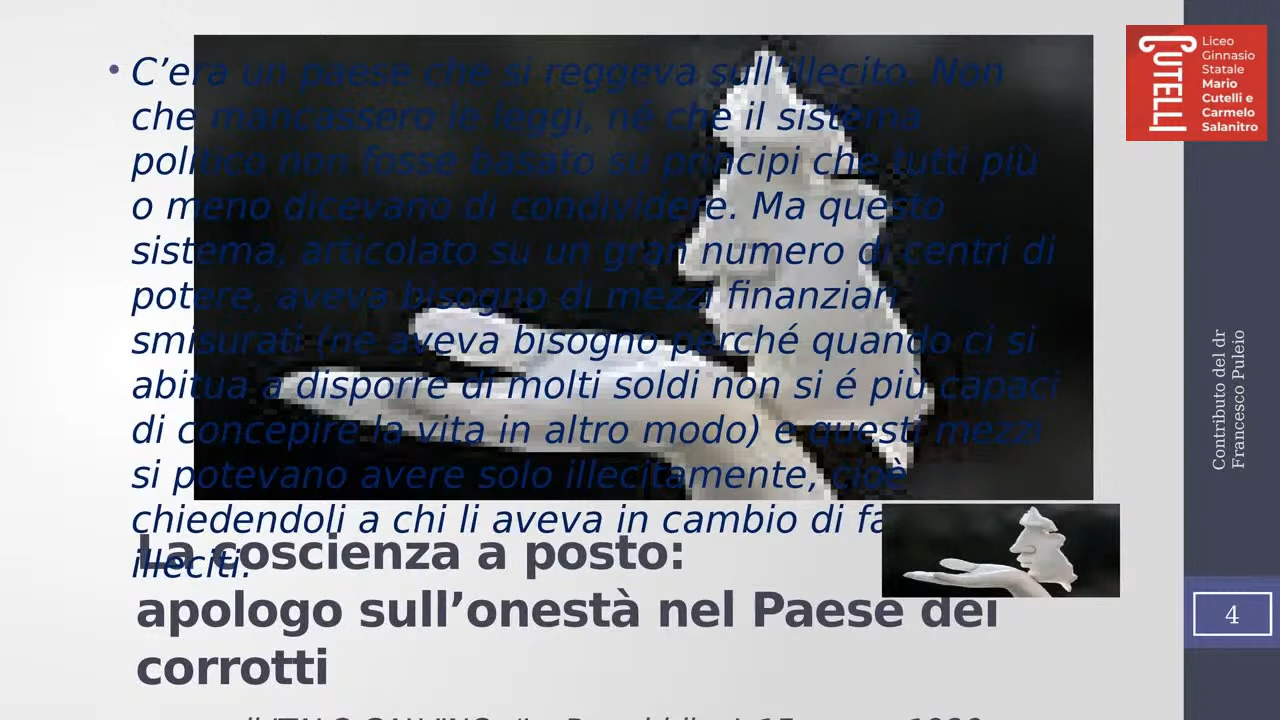 C’era un paese che si reggeva sull’illecito. Non
che mancassero le leggi, né che il sistema
politico non fosse basato su principi che tutti più
o meno dicevano di condividere. Ma questo
sistema, articolato su un gran numero di centri di
potere, aveva bisogno di mezzi finanziari
smisurati (ne aveva bisogno perché quando ci si
abitua a disporre di molti soldi non si é più capaci
di concepire la vita in altro modo) e questi mezzi
si potevano avere solo illecitamente, cioè
chiedendoli a chi li aveva in cambio di
illeciti.
La coscienza a posto:
apologo sull’onestà nel Paese dei
corrotti
CUTELLI
Liceo
Ginnasio
Statale
Mario
Cutelli e
Carmelo
Salanitro
Contributo del dr
Francesco Puleio
4